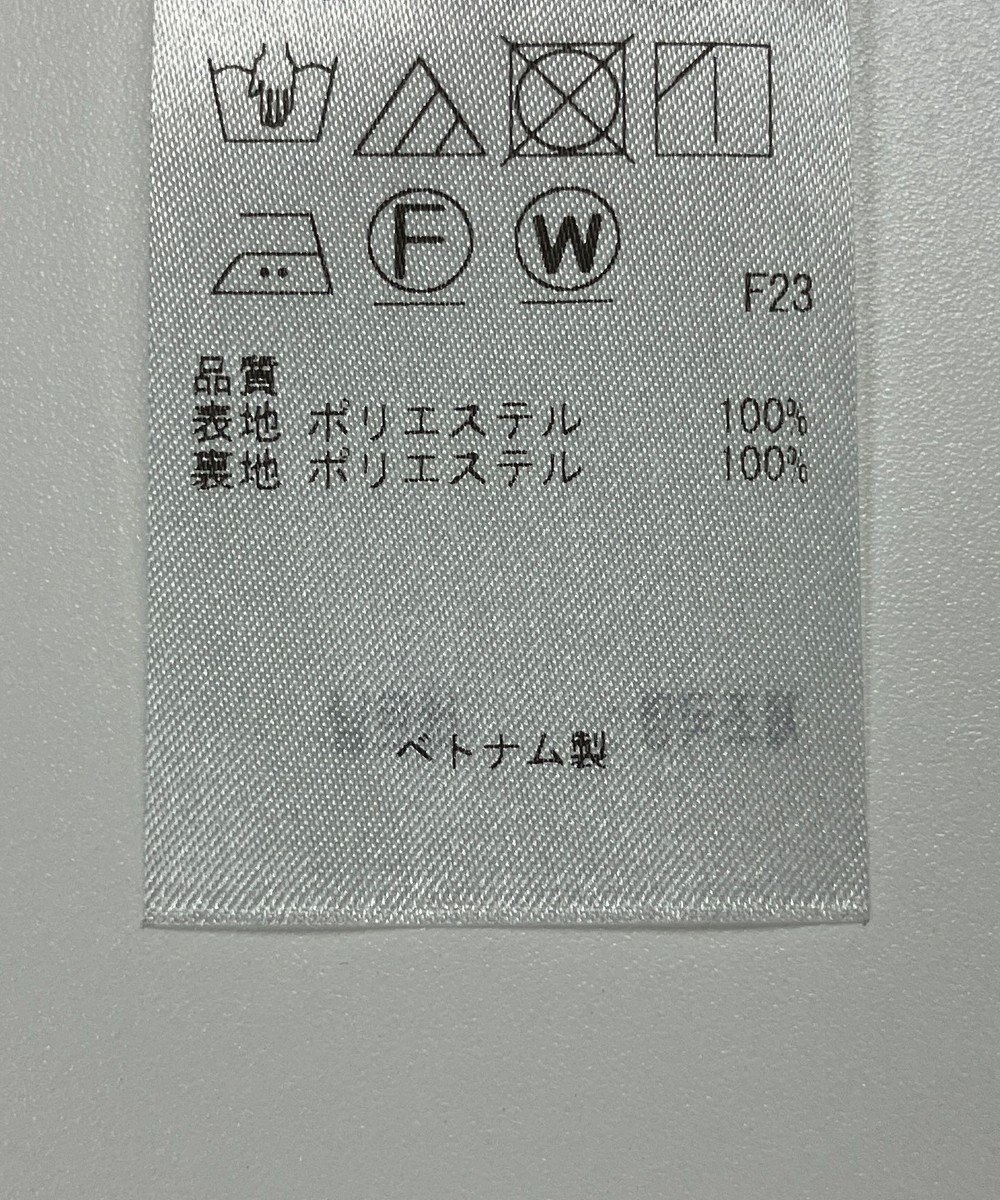 F W
F23
品質
表地 ポリエステル 100%
裏地 ポリエステル 100%
ベトナム製